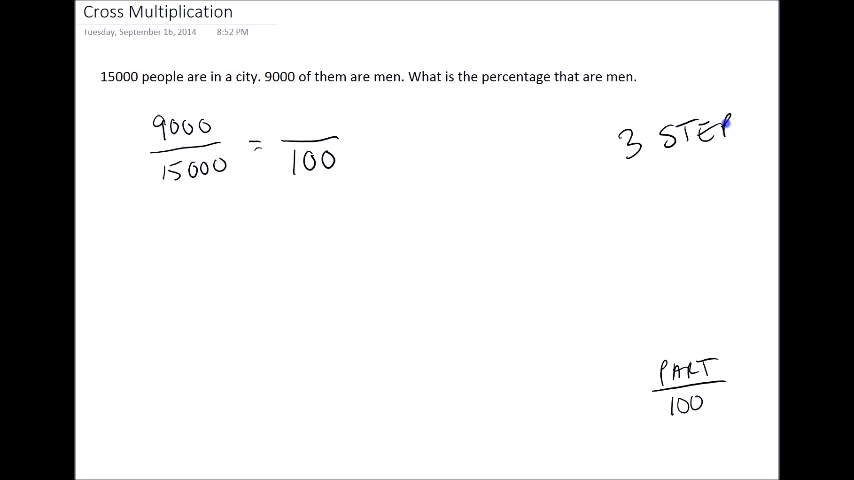 Cross Multiplication
Tuesday, September 16, 2014 8:52 PM
15000 people are in a city. 9000 of them are men. What is the percentage that are men.
9000
15000
=
100
3 STEP
PART
100